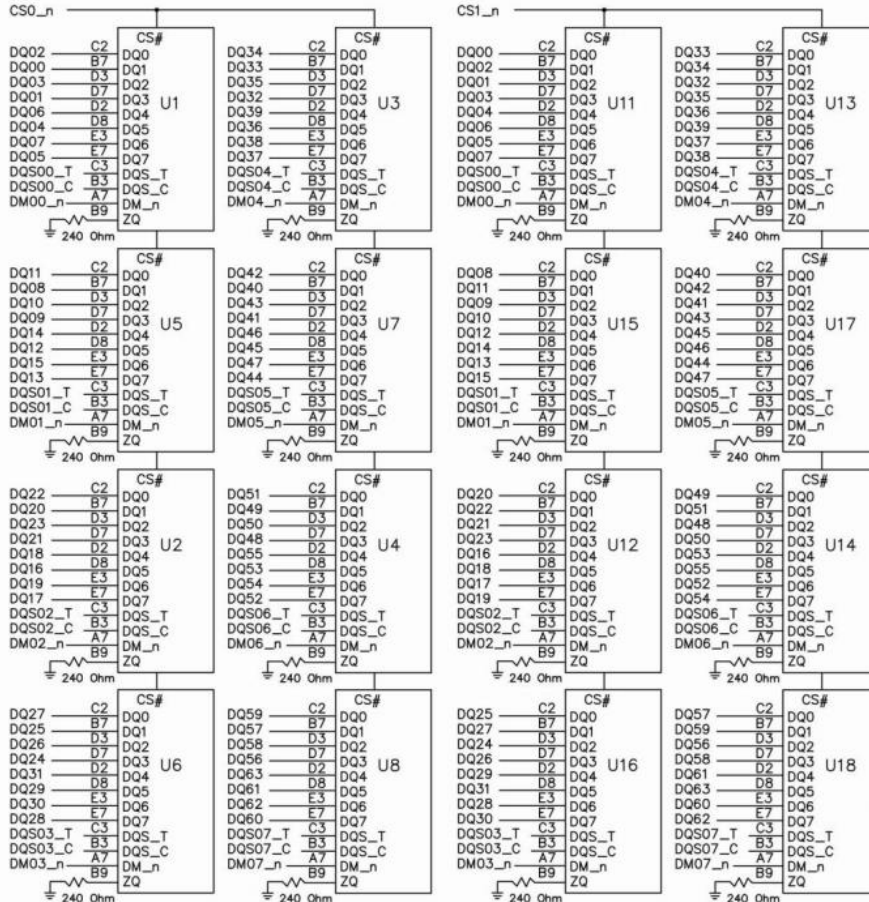 CS0_n
CS1_n
CS#
DQ02 C2 DQ0
DQ00 B7 DQ1
DQ03 D3 DQ2
DQ01 D7 DQ3 U1
DQ06 D2 DQ4
DQ04 D8 DQ5
DQ07 E3 DQ6
DQ05 E7 DQ7
DQS00_T C3 DQS_T
DQS00_C B3 DQS_C
DM00_n A7 DM_n
B9 ZQ
240 Ohm
CS#
DQ34 C2 DQ0
DQ33 B7 DQ1
DQ35 D3 DQ2
DQ32 D7 DQ3 U3
DQ39 D2 DQ4
DQ36 D8 DQ5
DQ38 E3 DQ6
DQ37 E7 DQ7
DQS04_T C3 DQS_T
DQS04_C B3 DQS_C
DM04_n A7 DM_n
B9 ZQ
240 Ohm
CS#
DQ00 C2 DQ0
DQ02 B7 DQ1
DQ01 D3 DQ2
DQ03 D7 DQ3 U11
DQ04 D2 DQ4
DQ06 D8 DQ5
DQ05 E3 DQ6
DQ07 E7 DQ7
DQS00_T C3 DQS_T
DQS00_C B3 DQS_C
DM00_n A7 DM_n
B9 ZQ
240 Ohm
CS#
DQ33 C2 DQ0
DQ34 B7 DQ1
DQ32 D3 DQ2
DQ35 D7 DQ3 U13
DQ36 D2 DQ4
DQ39 D8 DQ5
DQ37 E3 DQ6
DQ38 E7 DQ7
DQS04_T C3 DQS_T
DQS04_C B3 DQS_C
DM04_n A7 DM_n
B9 ZQ
240 Ohm
CS#
DQ11 C2 DQ0
DQ08 B7 DQ1
DQ10 D3 DQ2
DQ09 D7 DQ3 U5
DQ14 D2 DQ4
DQ12 D8 DQ5
DQ15 E3 DQ6
DQ13 E7 DQ7
DQS01_T C3 DQS_T
DQS01_C B3 DQS_C
DM01_n A7 DM_n
B9 ZQ
240 Ohm
CS#
DQ42 C2 DQ0
DQ40 B7 DQ1
DQ43 D3 DQ2
DQ41 D7 DQ3 U7
DQ46 D2 DQ4
DQ45 D8 DQ5
DQ47 E3 DQ6
DQ44 E7 DQ7
DQS05_T C3 DQS_T
DQS05_C B3 DQS_C
DM05_n A7 DM_n
B9 ZQ
240 Ohm
CS#
DQ08 C2 DQ0
DQ11 B7 DQ1
DQ09 D3 DQ2
DQ10 D7 DQ3 U15
DQ12 D2 DQ4
DQ14 D8 DQ5
DQ13 E3 DQ6
DQ15 E7 DQ7
DQS01_T C3 DQS_T
DQS01_C B3 DQS_C
DM01_n A7 DM_n
B9 ZQ
240 Ohm
CS#
DQ40 C2 DQ0
DQ42 B7 DQ1
DQ41 D3 DQ2
DQ43 D7 DQ3 U17
DQ45 D2 DQ4
DQ46 D8 DQ5
DQ44 E3 DQ6
DQ47 E7 DQ7
DQS05_T C3 DQS_T
DQS05_C B3 DQS_C
DM05_n A7 DM_n
B9 ZQ
240 Ohm
CS#
DQ22 C2 DQ0
DQ20 B7 DQ1
DQ23 D3 DQ2
DQ21 D7 DQ3 U2
DQ18 D2 DQ4
DQ16 D8 DQ5
DQ19 E3 DQ6
DQ17 E7 DQ7
DQS02_T C3 DQS_T
DQS02_C B3 DQS_C
DM02_n A7 DM_n
B9 ZQ
240 Ohm
CS#
DQ51 C2 DQ0
DQ49 B7 DQ1
DQ50 D3 DQ2
DQ48 D7 DQ3 U4
DQ55 D2 DQ4
DQ53 D8 DQ5
DQ54 E3 DQ6
DQ52 E7 DQ7
DQS06_T C3 DQS_T
DQS06_C B3 DQS_C
DM06_n A7 DM_n
B9 ZQ
240 Ohm
CS#
DQ20 C2 DQ0
DQ22 B7 DQ1
DQ21 D3 DQ2
DQ23 D7 DQ3 U12
DQ16 D2 DQ4
DQ18 D8 DQ5
DQ17 E3 DQ6
DQ19 E7 DQ7
DQS02_T C3 DQS_T
DQS02_C B3 DQS_C
DM02_n A7 DM_n
B9 ZQ
240 Ohm
CS#
DQ49 C2 DQ0
DQ51 B7 DQ1
DQ48 D3 DQ2
DQ50 D7 DQ3 U14
DQ53 D2 DQ4
DQ55 D8 DQ5
DQ52 E3 DQ6
DQ54 E7 DQ7
DQS06_T C3 DQS_T
DQS06_C B3 DQS_C
DM06_n A7 DM_n
B9 ZQ
240 Ohm
CS#
DQ27 C2 DQ0
DQ25 B7 DQ1
DQ26 D3 DQ2
DQ24 D7 DQ3 U6
DQ31 D2 DQ4
DQ29 D8 DQ5
DQ30 E3 DQ6
DQ28 E7 DQ7
DQS03_T C3 DQS_T
DQS03_C B3 DQS_C
DM03_n A7 DM_n
B9 ZQ
240 Ohm
CS#
DQ59 C2 DQ0
DQ57 B7 DQ1
DQ58 D3 DQ2
DQ56 D7 DQ3 U8
DQ63 D2 DQ4
DQ61 D8 DQ5
DQ62 E3 DQ6
DQ60 E7 DQ7
DQS07_T C3 DQS_T
DQS07_C B3 DQS_C
DM07_n A7 DM_n
B9 ZQ
240 Ohm
CS#
DQ25 C2 DQ0
DQ27 B7 DQ1
DQ24 D3 DQ2
DQ26 D7 DQ3 U16
DQ29 D2 DQ4
DQ31 D8 DQ5
DQ28 E3 DQ6
DQ30 E7 DQ7
DQS03_T C3 DQS_T
DQS03_C B3 DQS_C
DM03_n A7 DM_n
B9 ZQ
240 Ohm
CS#
DQ57 C2 DQ0
DQ59 B7 DQ1
DQ56 D3 DQ2
DQ58 D7 DQ3 U18
DQ61 D2 DQ4
DQ63 D8 DQ5
DQ60 E3 DQ6
DQ62 E7 DQ7
DQS07_T C3 DQS_T
DQS07_C B3 DQS_C
DM07_n A7 DM_n
B9 ZQ
240 Ohm